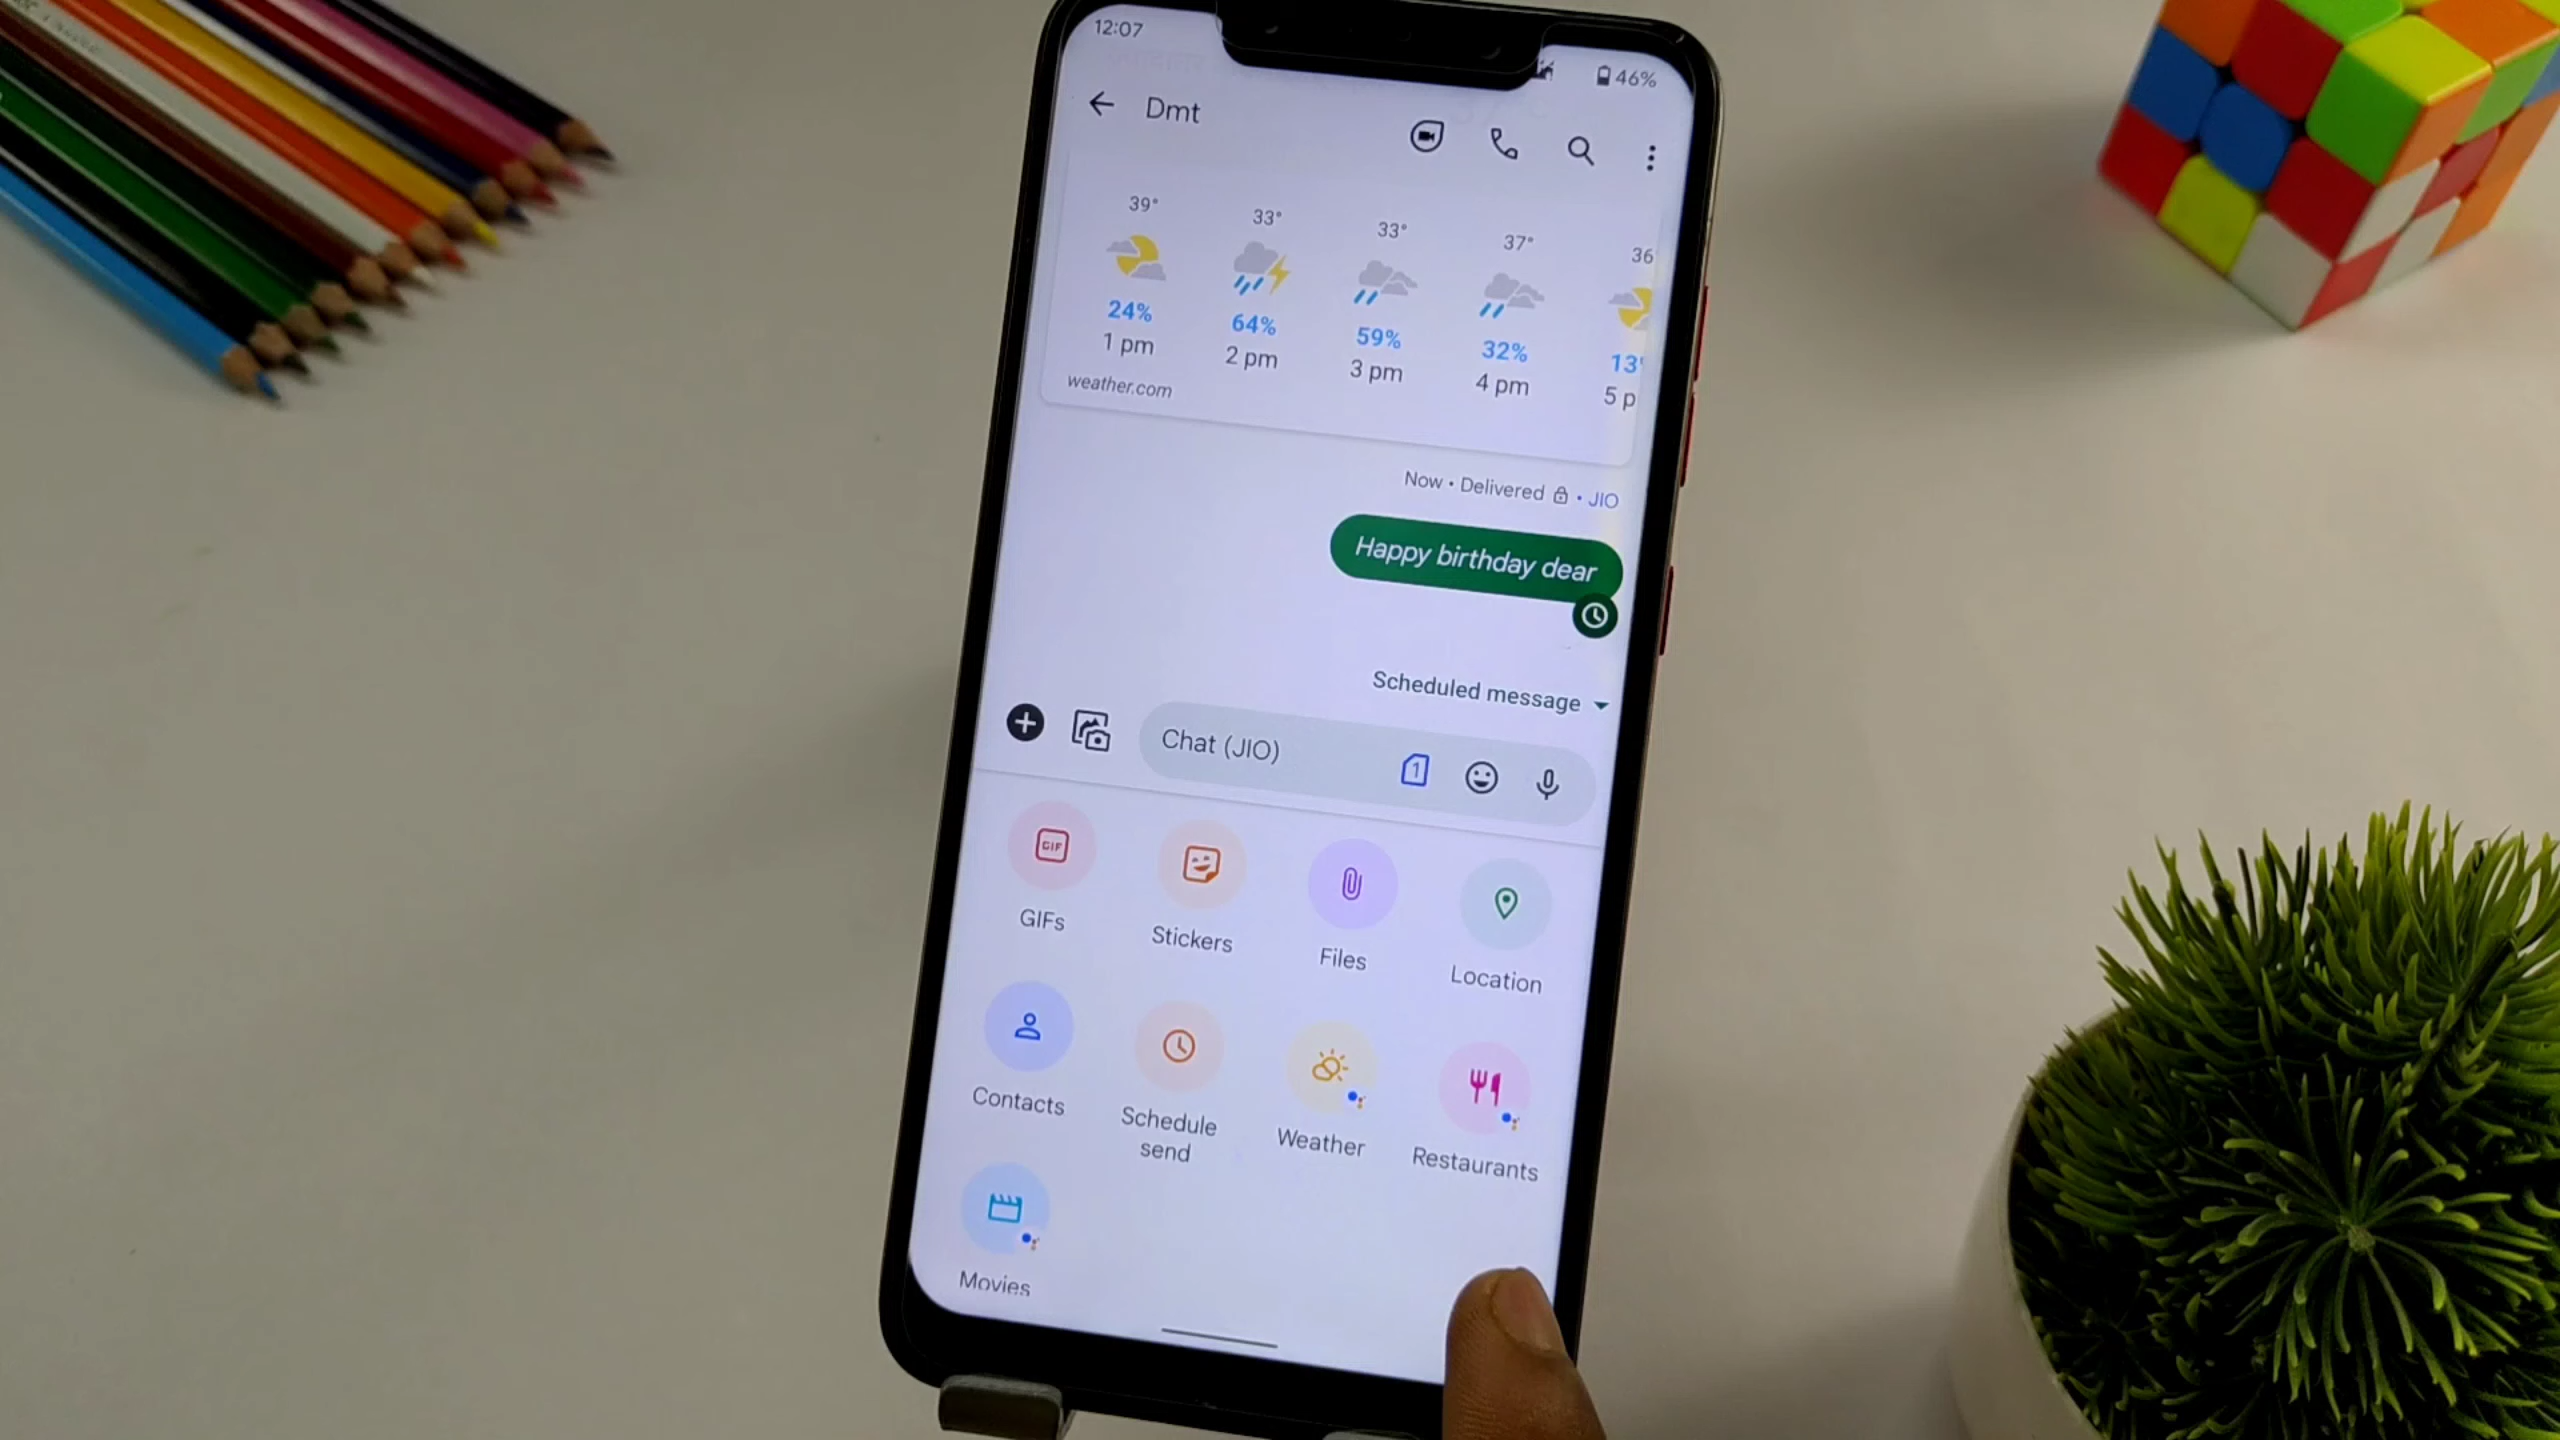 12:07
46%
Dmt
39° 33° 33° 37° 36
24% 64% 59% 32% 13
1 pm 2 pm 3 pm 4 pm 5 p
weather.com
Now • Delivered • JIO
Happy birthday dear
Scheduled message
Chat (JIO)
1
GIF
GIFs Stickers Files Location
Contacts Schedule send Weather Restaurants
Movies